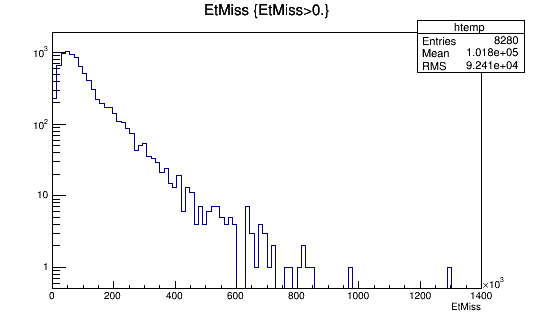 EtMiss {EtMiss>0.}
htemp
Entries 8280
Mean 1.018e+05
RMS 9.241e+04
10³
10²
10
1
0 200 400 600 800 1000 1200 1400
×10³
EtMiss